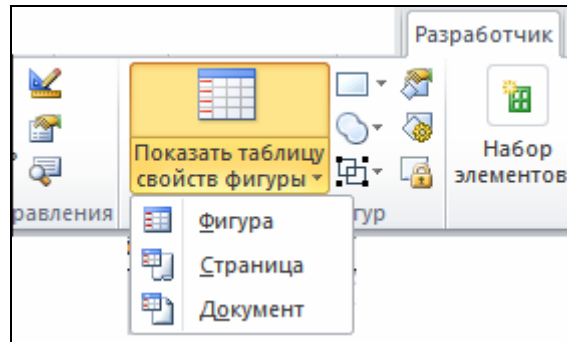 Разработчик
Показать таблицу
свойств фигуры
Набор
элементов
равления
гур
Фигура
Страница
Документ